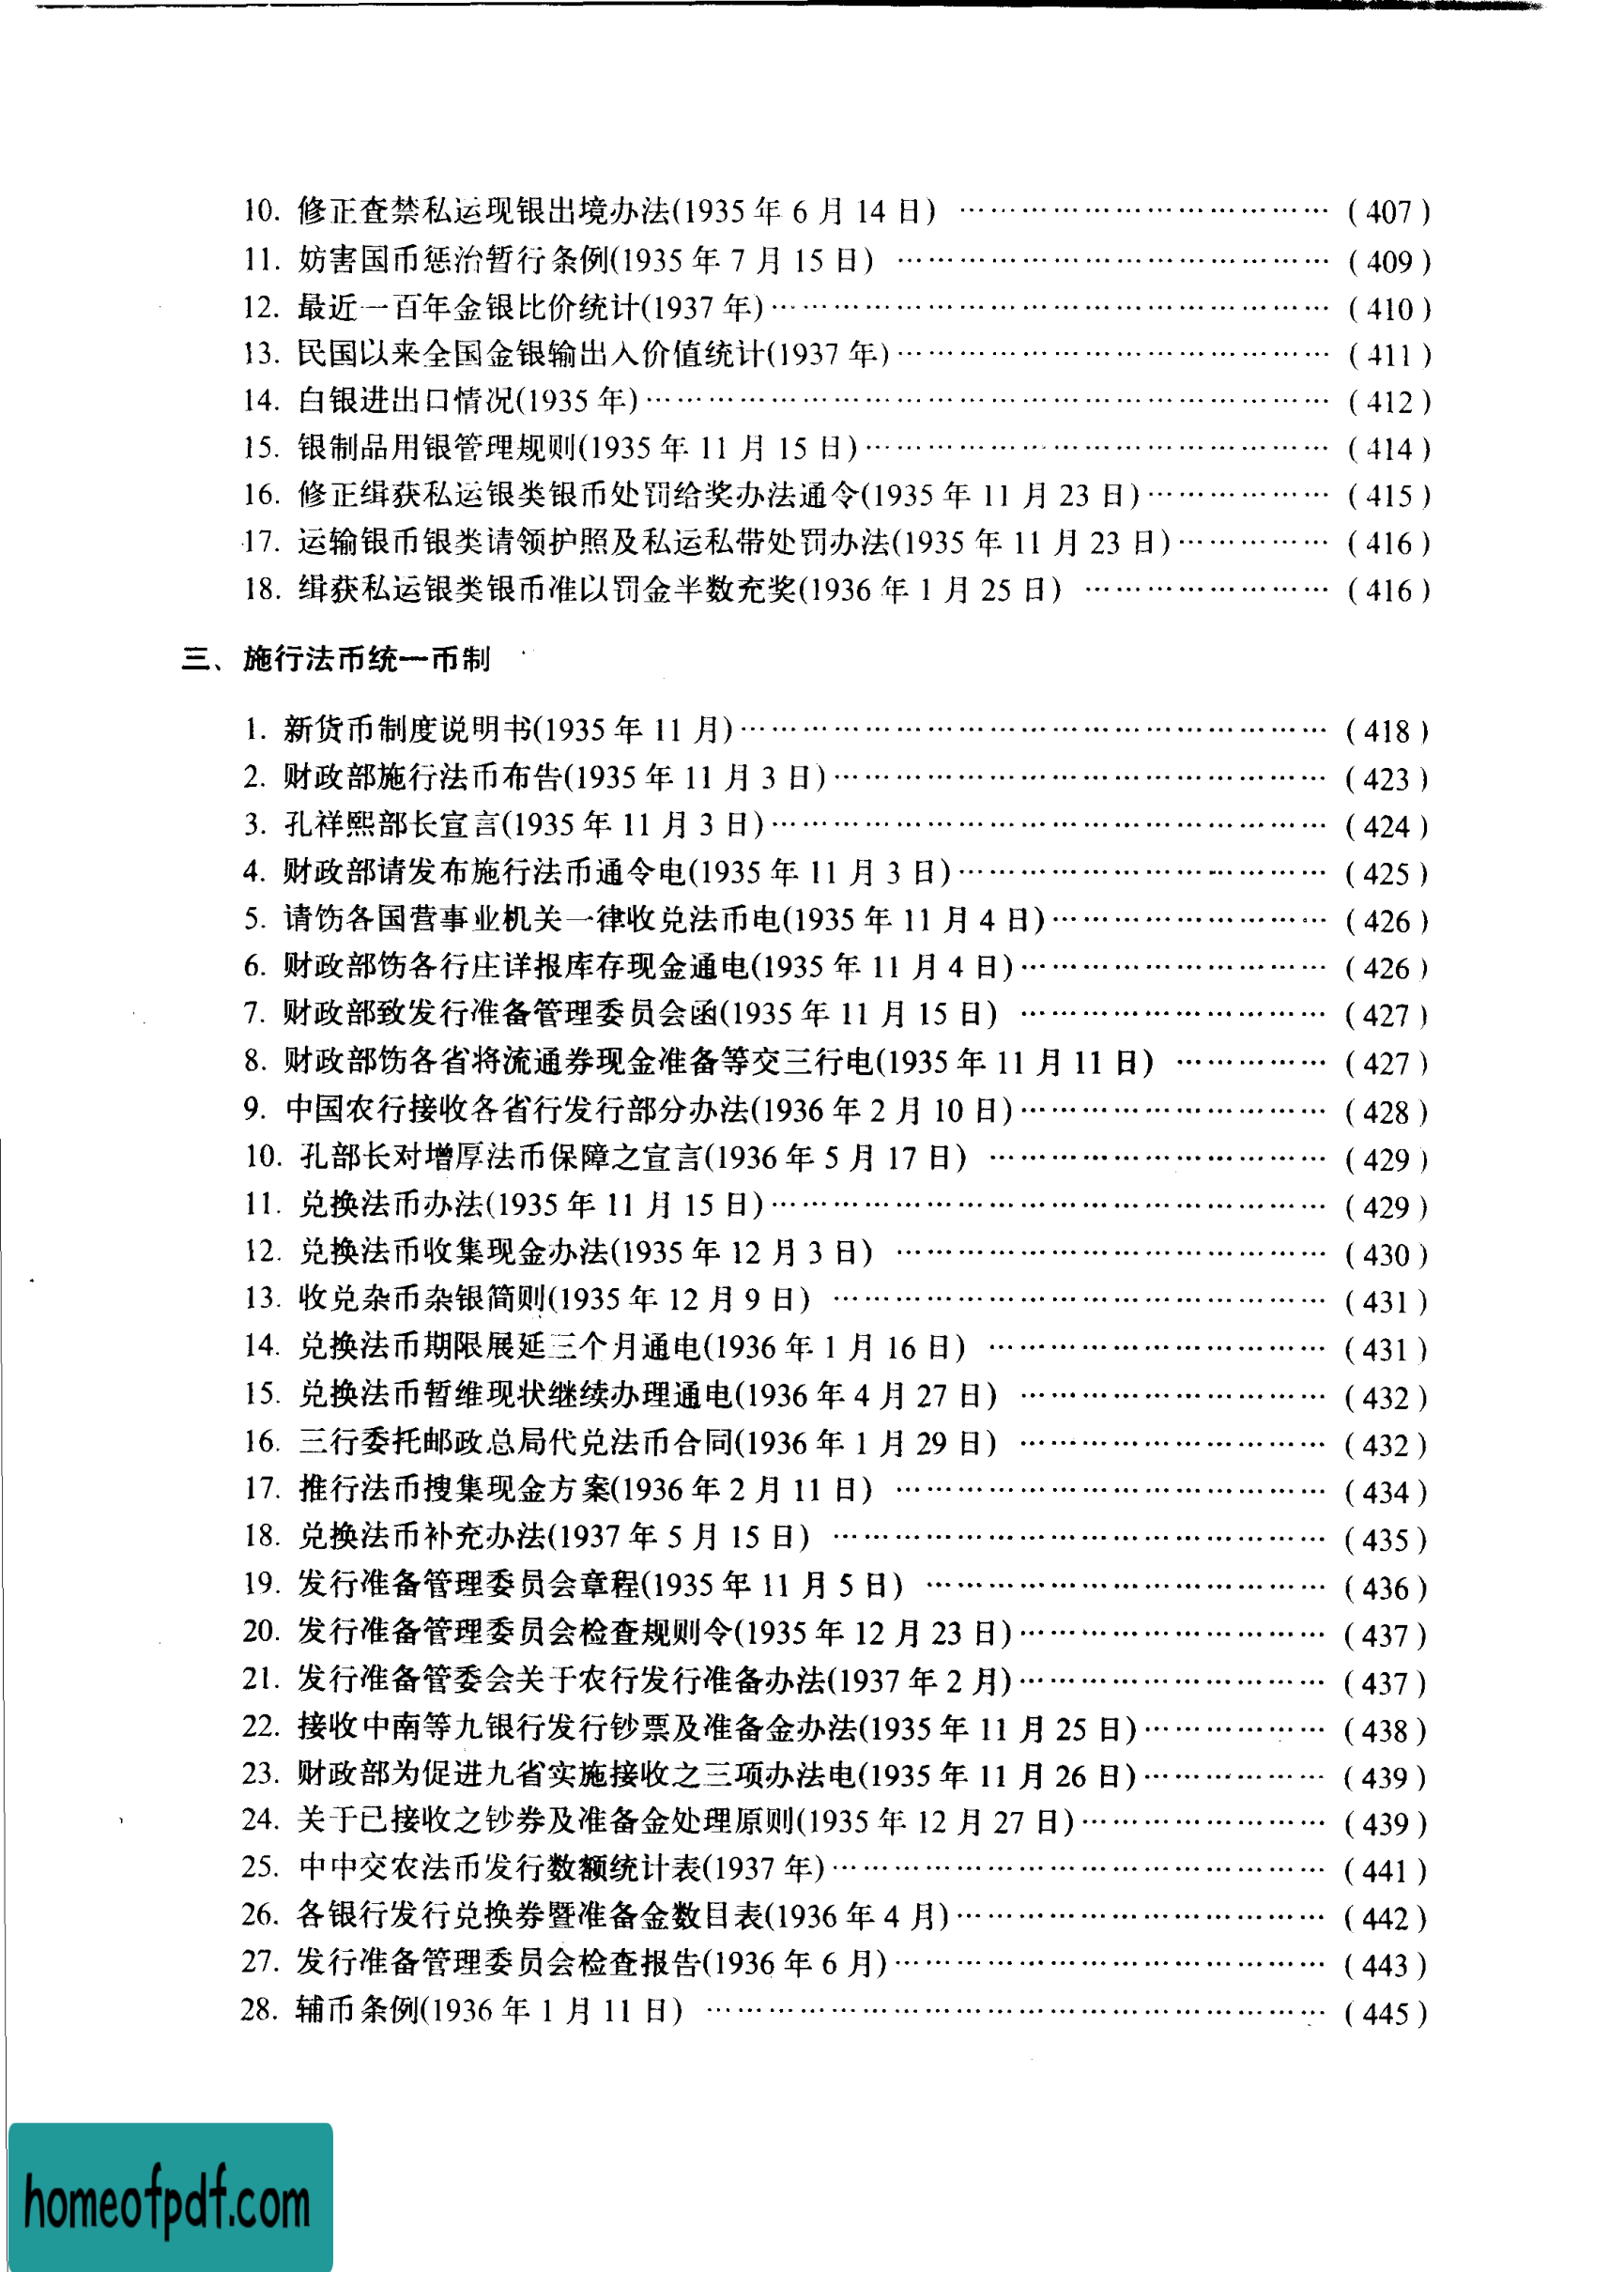 10. 修正查禁私运现银出境办法(1935 年 6 月 14 日) …………………………… ( 407 )
11. 妨害国币惩治暂行条例(1935 年 7 月 15 日) …………………………… ( 409 )
12. 最近一百年金银比价统计(1937 年) …………………………… ( 410 )
13. 民国以来全国金银输出入价值统计(1937 年) …………………………… ( 411 )
14. 白银进出口情况(1935 年) …………………………… ( 412 )
15. 银制品用银管理规则(1935 年 11 月 15 日) …………………………… ( 414 )
16. 修正缉获私运银类银币处罚给奖办法通令(1935 年 11 月 23 日) ……………… ( 415 )
17. 运输银币银类请领护照及私运私带处罚办法(1935 年 11 月 23 日) …………… ( 416 )
18. 缉获私运银类银币准以罚金半数充奖(1936 年 1 月 25 日) …………………… ( 416 )
三、施行法币统一币制
1. 新货币制度说明书(1935 年 11 月) …………………………… ( 418 )
2. 财政部施行法币布告(1935 年 11 月 3 日) …………………………… ( 423 )
3. 孔祥熙部长宣言(1935 年 11 月 3 日) …………………………… ( 424 )
4. 财政部请发布施行法币通令电(1935 年 11 月 3 日) …………………………… ( 425 )
5. 请饬各国营事业机关一律收兑法币电(1935 年 11 月 4 日) …………………… ( 426 )
6. 财政部饬各行庄详报库存现金通电(1935 年 11 月 4 日) …………………… ( 426 )
7. 财政部致发行准备管理委员会函(1935 年 11 月 15 日) …………………… ( 427 )
8. 财政部饬各省将流通券现金准备等交三行电(1935 年 11 月 11 日) …………… ( 427 )
9. 中国农行接收各省行发行部分办法(1936 年 2 月 10 日) …………………… ( 428 )
10. 孔部长对增厚法币保障之宣言(1936 年 5 月 17 日) …………………… ( 429 )
11. 兑换法币办法(1935 年 11 月 15 日) …………………………… ( 429 )
12. 兑换法币收集现金办法(1935 年 12 月 3 日) …………………………… ( 430 )
13. 收兑杂币杂银简则(1935 年 12 月 9 日) …………………………… ( 431 )
14. 兑换法币期限展延三个月通电(1936 年 1 月 16 日) …………………… ( 431 )
15. 兑换法币暂维现状继续办理通电(1936 年 4 月 27 日) …………………… ( 432 )
16. 三行委托邮政总局代兑法币合同(1936 年 1 月 29 日) …………………… ( 432 )
17. 推行法币搜集现金方案(1936 年 2 月 11 日) …………………………… ( 434 )
18. 兑换法币补充办法(1937 年 5 月 15 日) …………………………… ( 435 )
19. 发行准备管理委员会章程(1935 年 11 月 5 日) …………………………… ( 436 )
20. 发行准备管理委员会检查规则令(1935 年 12 月 23 日) …………………… ( 437 )
21. 发行准备管委会关于农行发行准备办法(1937 年 2 月) …………………… ( 437 )
22. 接收中南等九银行发行钞票及准备金办法(1935 年 11 月 25 日) ……………… ( 438 )
23. 财政部为促进九省实施接收之三项办法电(1935 年 11 月 26 日) ……………… ( 439 )
24. 关于已接收之钞券及准备金处理原则(1935 年 12 月 27 日) …………………… ( 439 )
25. 中中交农法币发行数额统计表(1937 年) …………………………… ( 441 )
26. 各银行发行兑换券暨准备金数目表(1936 年 4 月) …………………………… ( 442 )
27. 发行准备管理委员会检查报告(1936 年 6 月) …………………………… ( 443 )
28. 辅币条例(1936 年 1 月 11 日) …………………………… ( 445 )
homeofpdf.com